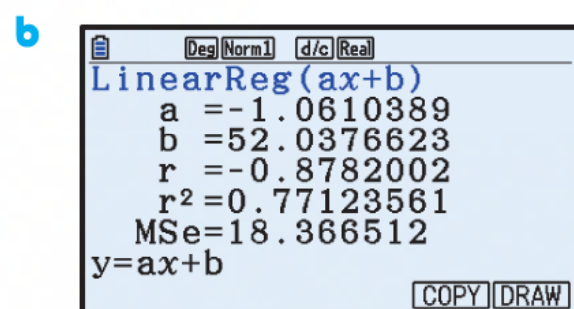 b
Deg Norm1 d/c Real
LinearReg(ax+b)
a =-1.0610389
b =52.0376623
r =-0.8782002
r²=0.77123561
MSe=18.366512
y=ax+b
COPY DRAW